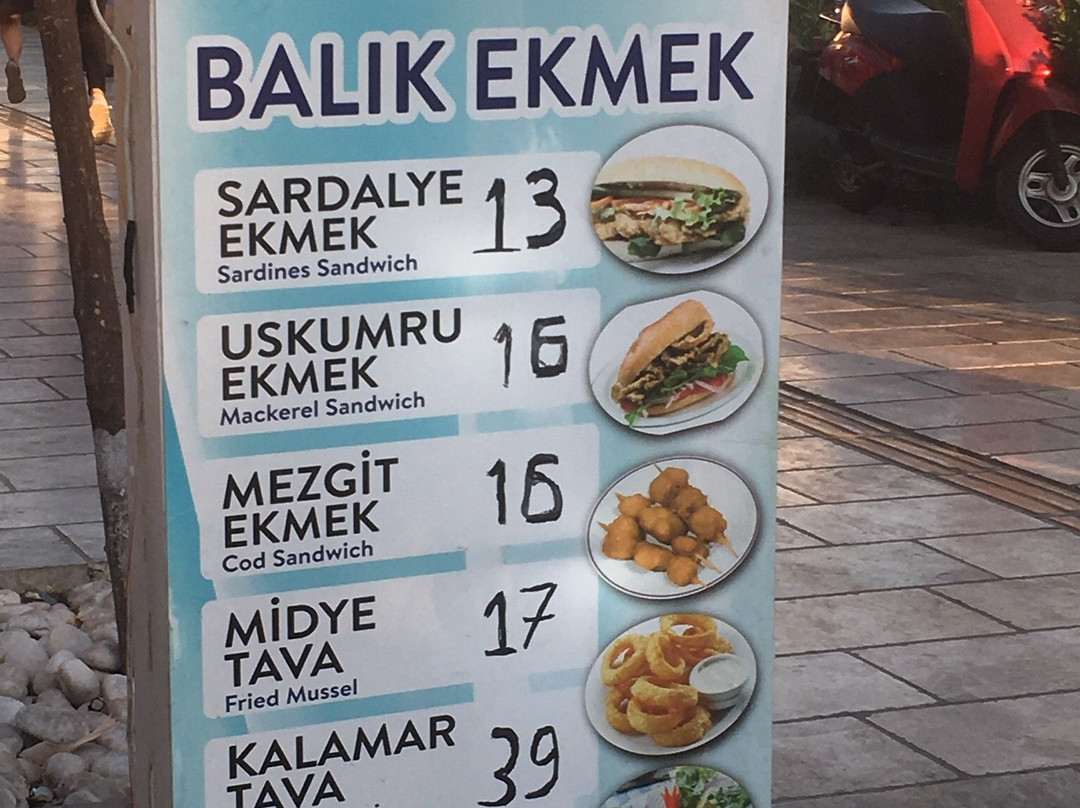 BALIK EKMEK
SARDALYE 13
EKMEK
Sardines Sandwich
USKUMRU 16
EKMEK
Mackerel Sandwich
MEZGİT 16
EKMEK
Cod Sandwich
MİDYE 17
TAVA
Fried Mussel
KALAMAR 39
TAVA